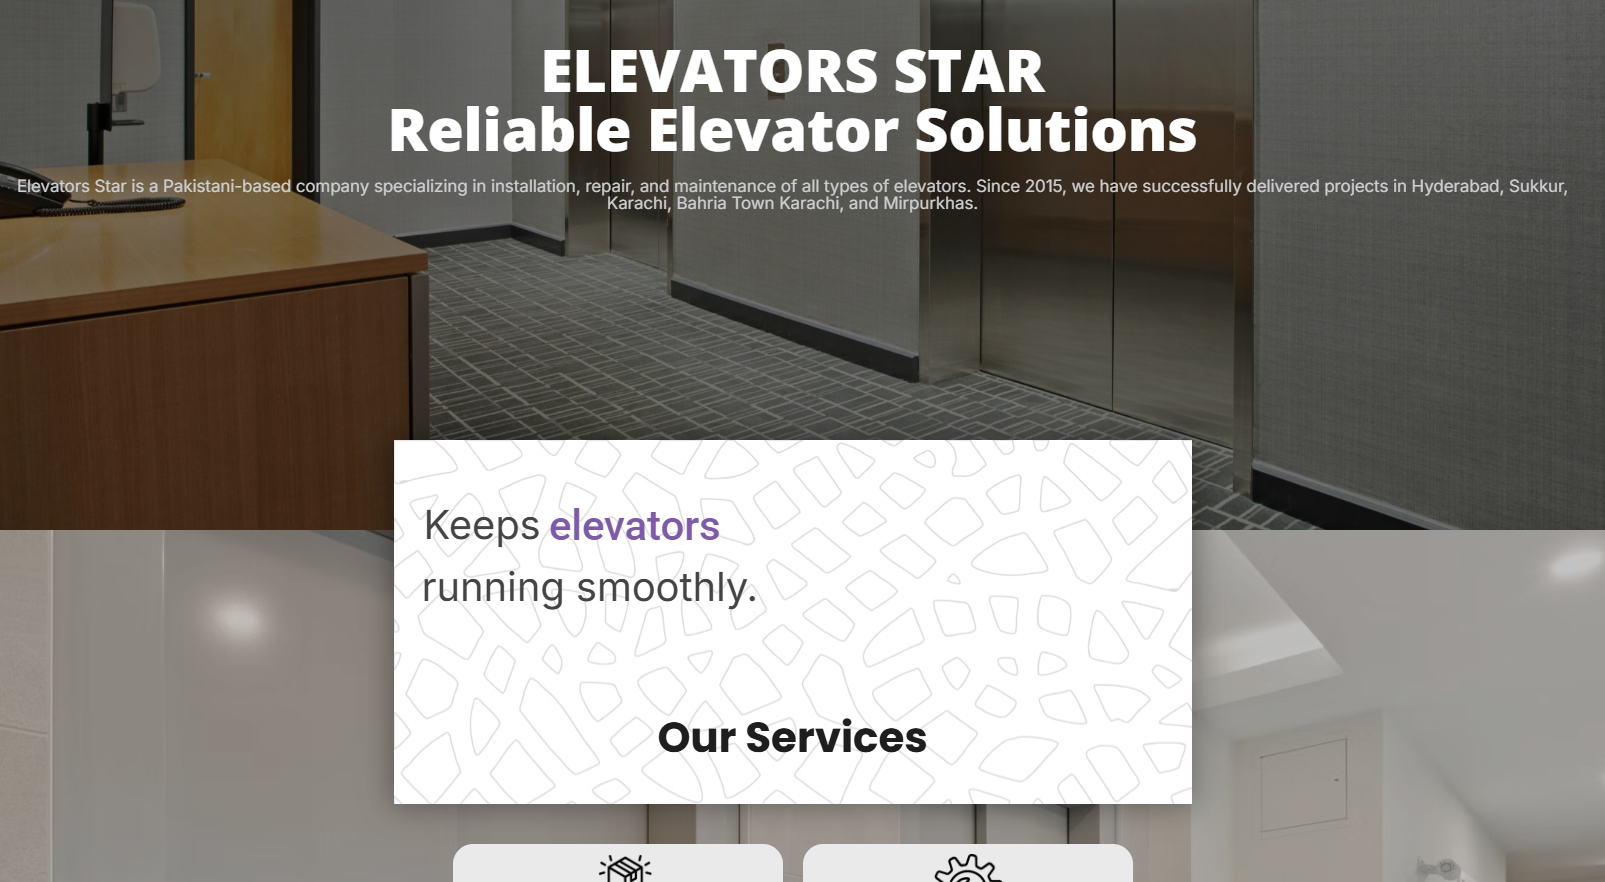 ELEVATORS STAR
Reliable Elevator Solutions
Elevators Star is a Pakistani-based company specializing in installation, repair, and maintenance of all types of elevators. Since 2015, we have successfully delivered projects in Hyderabad, Sukkur,
Karachi, Bahria Town Karachi, and Mirpurkhas.
Keeps elevators
running smoothly.
Our Services